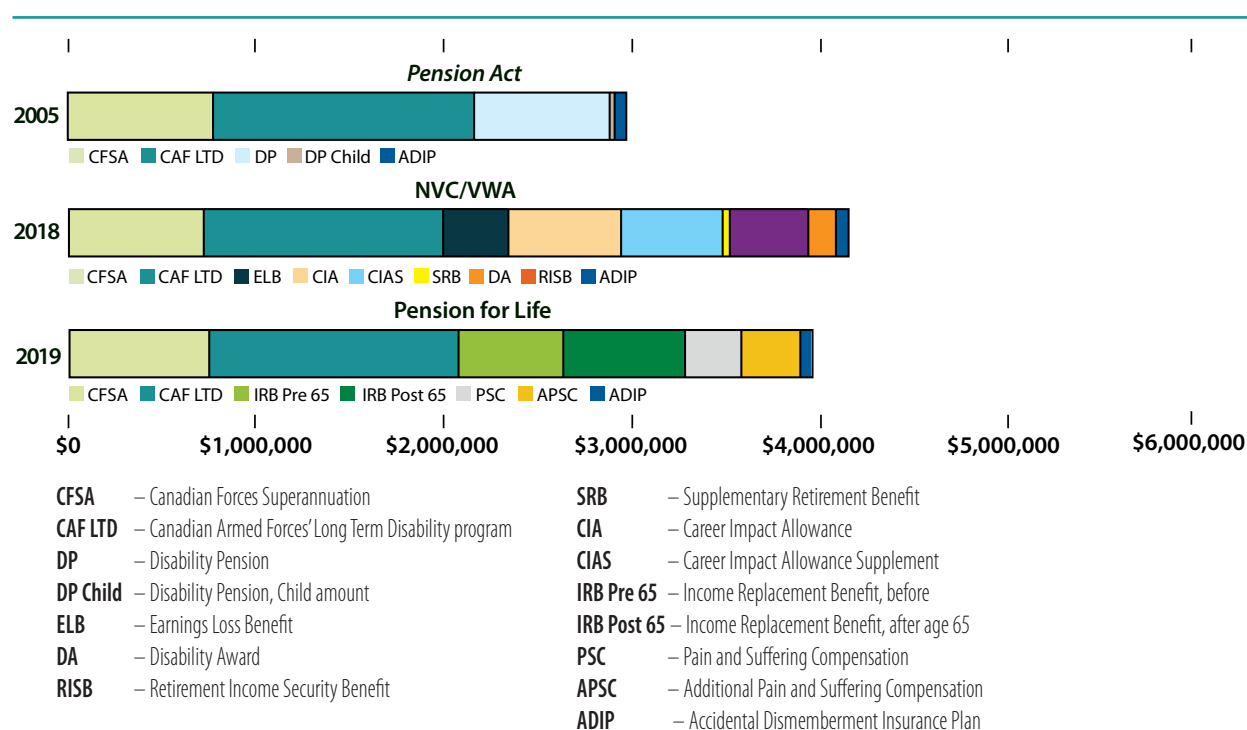 Pension Act
2005
CFSA CAF LTD DP DP Child ADIP
NVC/VWA
2018
CFSA CAF LTD ELB CIA CIAS SRB DA RISB ADIP
Pension for Life
2019
CFSA CAF LTD IRB Pre 65 IRB Post 65 PSC APSC ADIP
$0 $1,000,000 $2,000,000 $3,000,000 $4,000,000 $5,000,000 $6,000,000
CFSA – Canadian Forces Superannuation
CAF LTD – Canadian Armed Forces' Long Term Disability program
DP – Disability Pension
DP Child – Disability Pension, Child amount
ELB – Earnings Loss Benefit
DA – Disability Award
RISB – Retirement Income Security Benefit
SRB – Supplementary Retirement Benefit
CIA – Career Impact Allowance
CIAS – Career Impact Allowance Supplement
IRB Pre 65 – Income Replacement Benefit, before
IRB Post 65 – Income Replacement Benefit, after age 65
PSC – Pain and Suffering Compensation
APSC – Additional Pain and Suffering Compensation
ADIP – Accidental Dismemberment Insurance Plan